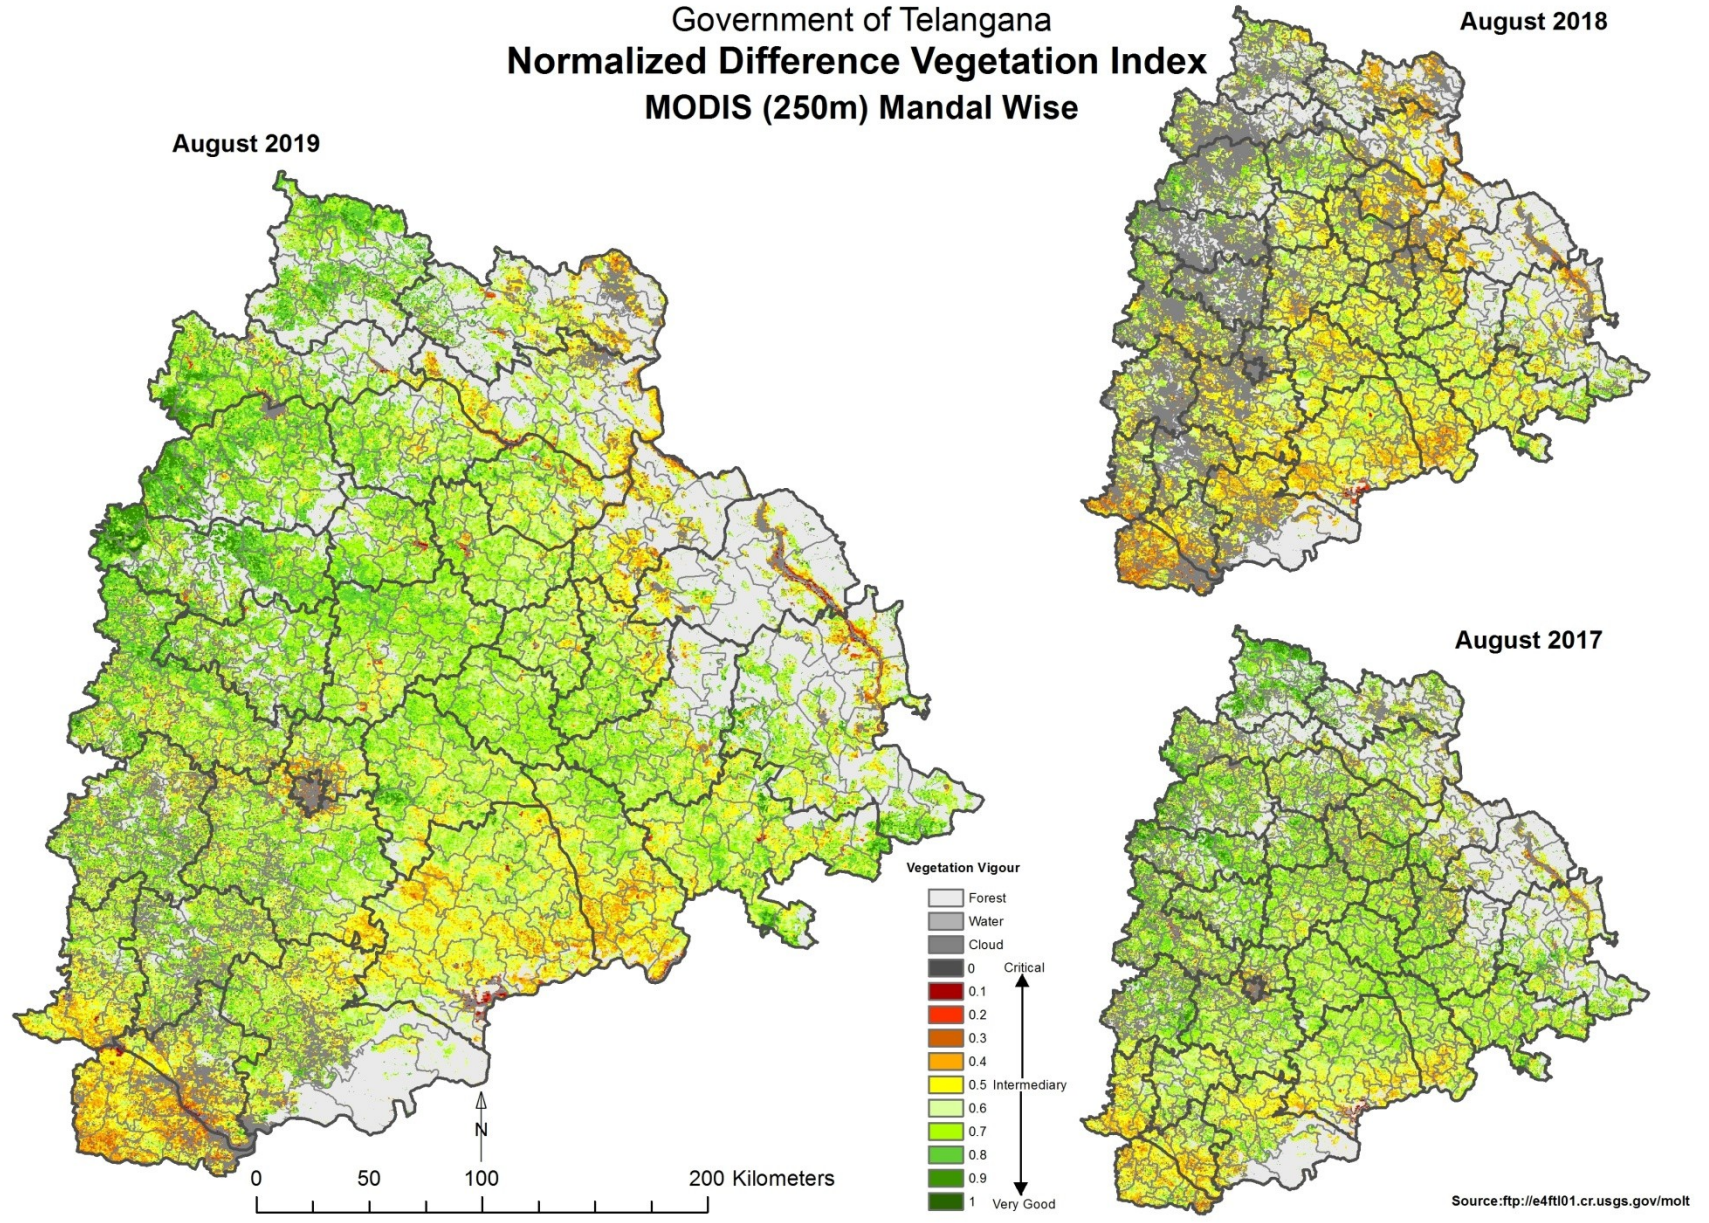 Government of Telangana
Normalized Difference Vegetation Index
MODIS (250m) Mandal Wise
August 2019
August 2018
August 2017
Vegetation Vigour
Forest
Water
Cloud
0 Critical
0.1
0.2
0.3
0.4
0.5 Intermediary
0.6
0.7
0.8
0.9
1 Very Good
N
0 50 100 200 Kilometers
Source:ftp://e4ftl01.cr.usgs.gov/molt